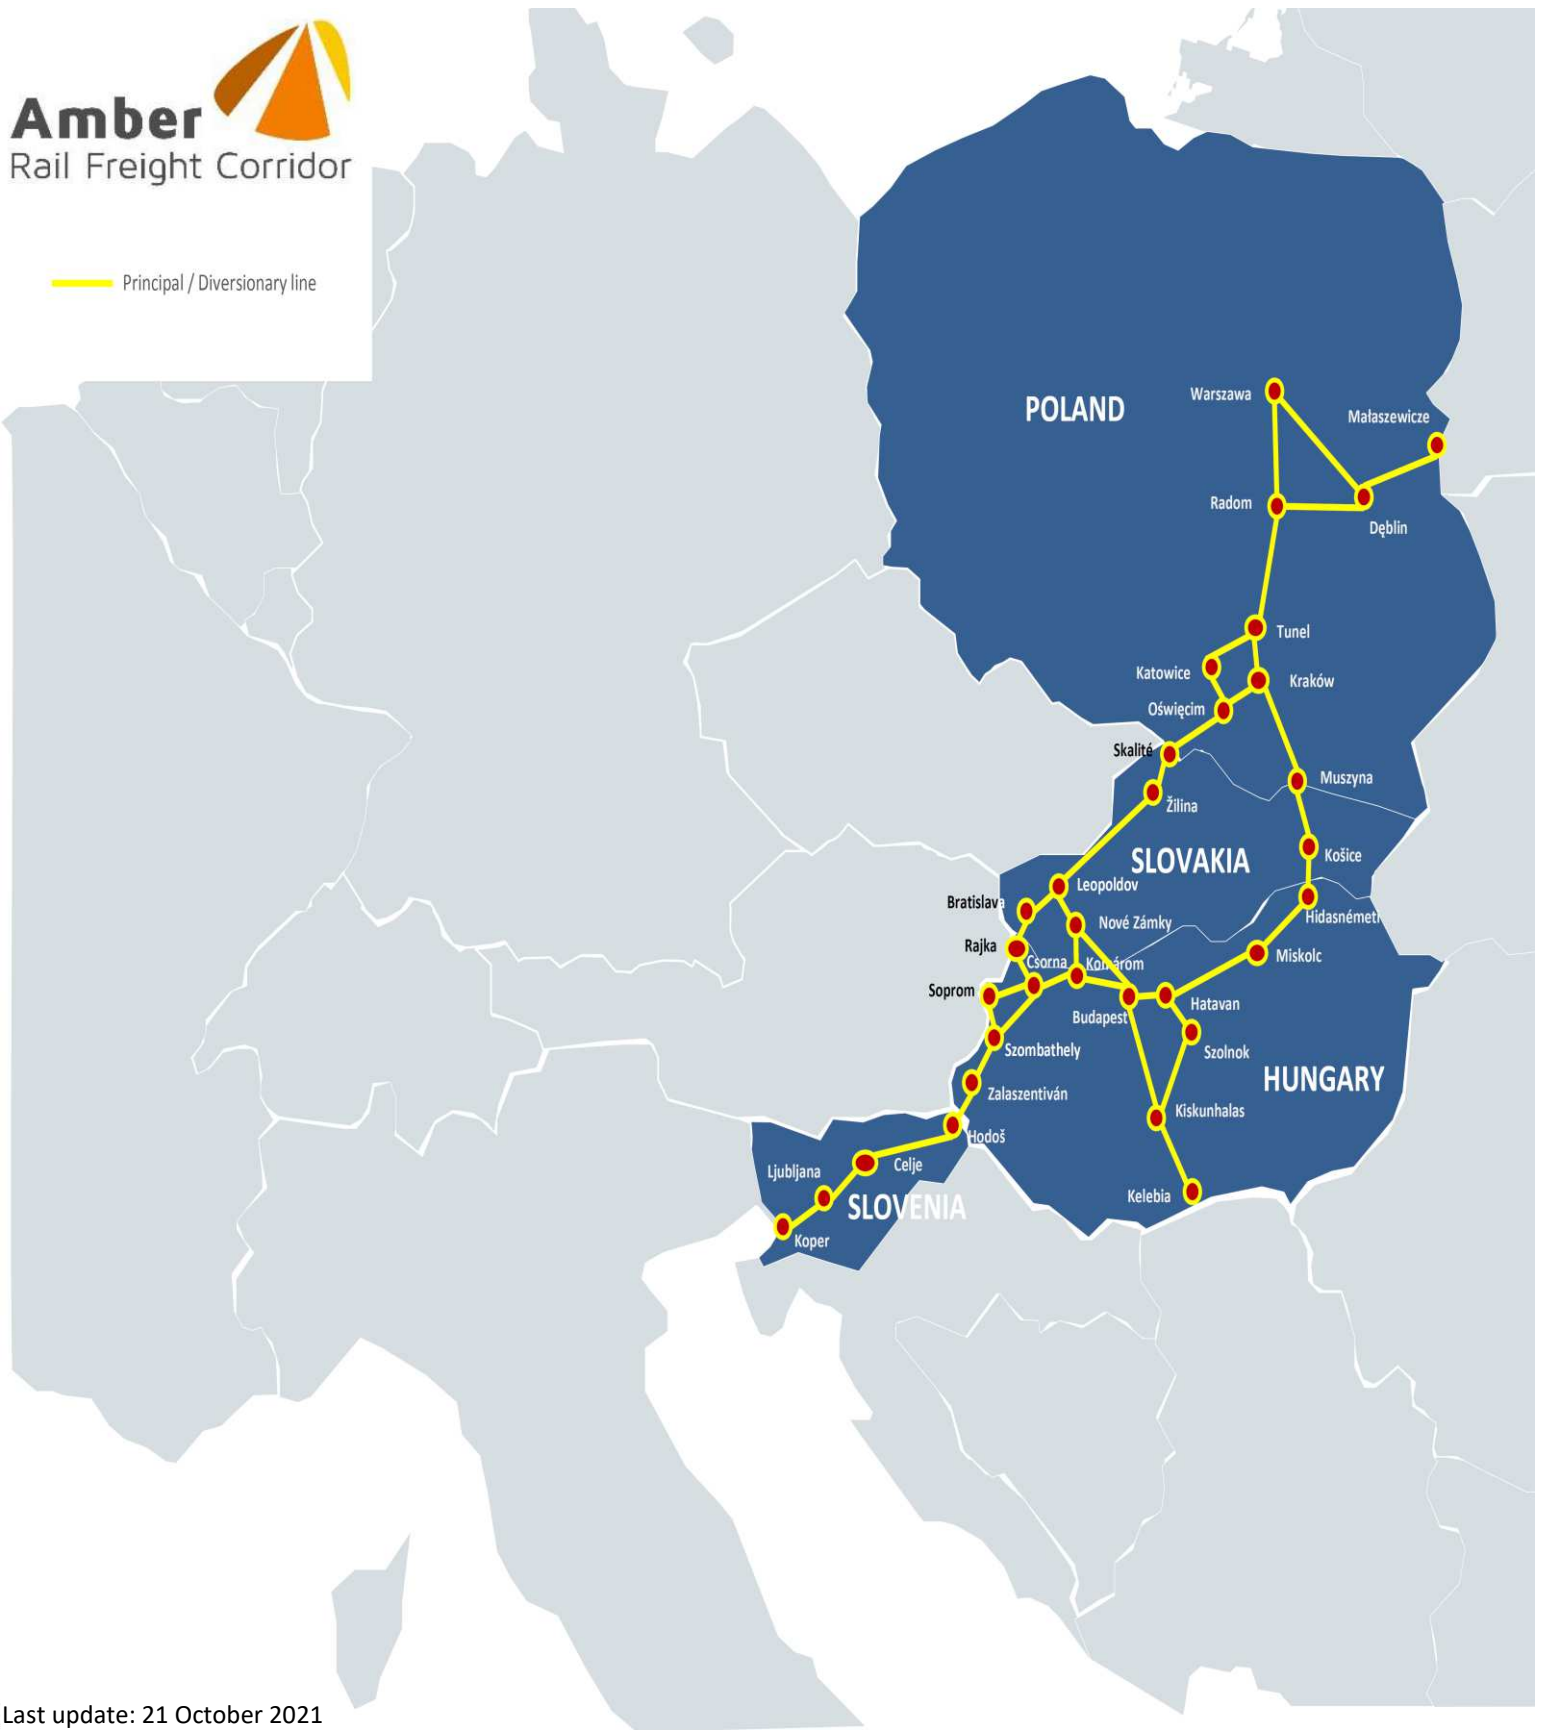 Amber
Rail Freight Corridor
Principal / Diversionary line
POLAND
Warszawa
Małaszewicze
Radom
Dęblin
Tunel
Katowice
Kraków
Oświęcim
Skalité
Muszyna
Žilina
SLOVAKIA
Košice
Leopoldov
Bratislava
Hidasnémeti
Nové Zámky
Rajka
Miskolc
Csorna
Komárom
Soprom
Hatavan
Budapest
Szombathely
Szolnok
HUNGARY
Zalaszentiván
Kiskunhalas
Hodoš
Celje
Ljubljana
Kelebia
SLOVENIA
Koper
Last update: 21 October 2021